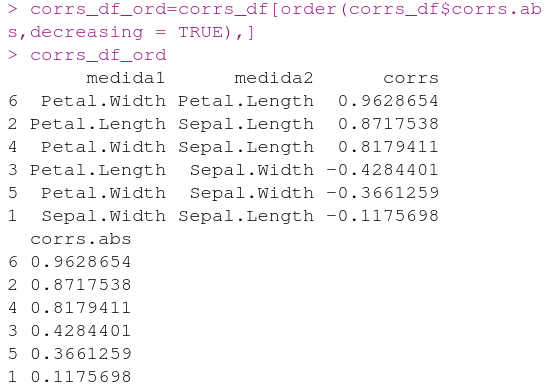 > corrs_df_ord=corrs_df[order(corrs_df$corrs.ab
s,decreasing = TRUE),]
> corrs_df_ord
medida1 medida2 corrs
6 Petal.Width Petal.Length 0.9628654
2 Petal.Length Sepal.Length 0.8717538
4 Petal.Width Sepal.Length 0.8179411
3 Petal.Length Sepal.Width -0.4284401
5 Petal.Width Sepal.Width -0.3661259
1 Sepal.Width Sepal.Length -0.1175698
corrs.abs
6 0.9628654
2 0.8717538
4 0.8179411
3 0.4284401
5 0.3661259
1 0.1175698